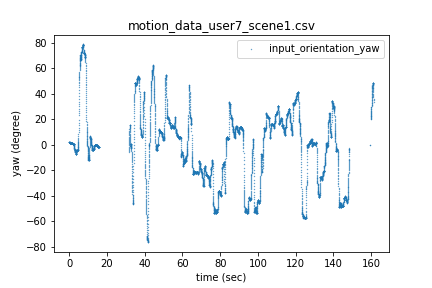 motion_data_user7_scene1.csv
input_orientation_yaw
80
60
40
20
0
−20
−40
−60
−80
yaw (degree)
0 20 40 60 80 100 120 140 160
time (sec)